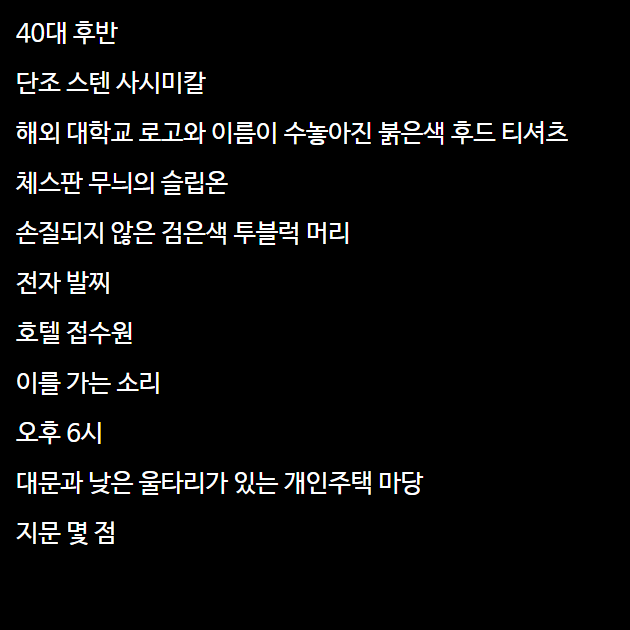 40대 후반
단조 스텐 사시미칼
해외 대학교 로고와 이름이 수놓아진 붉은색 후드 티셔츠
체스판 무늬의 슬립온
손질되지 않은 검은색 투블럭 머리
전자 발찌
호텔 접수원
이를 가는 소리
오후 6시
대문과 낮은 울타리가 있는 개인주택 마당
지문 몇 점